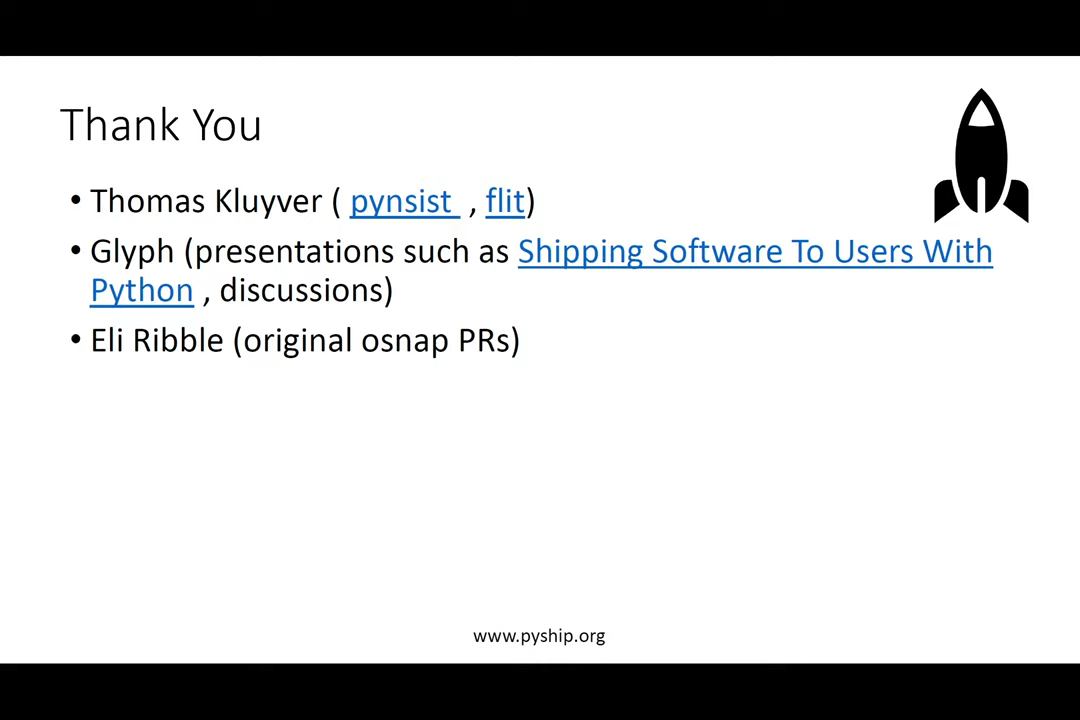 Thank You
• Thomas Kluyver ( pynsist , flit)
• Glyph (presentations such as Shipping Software To Users With
Python , discussions)
• Eli Ribble (original osnap PRs)
www.pyship.org